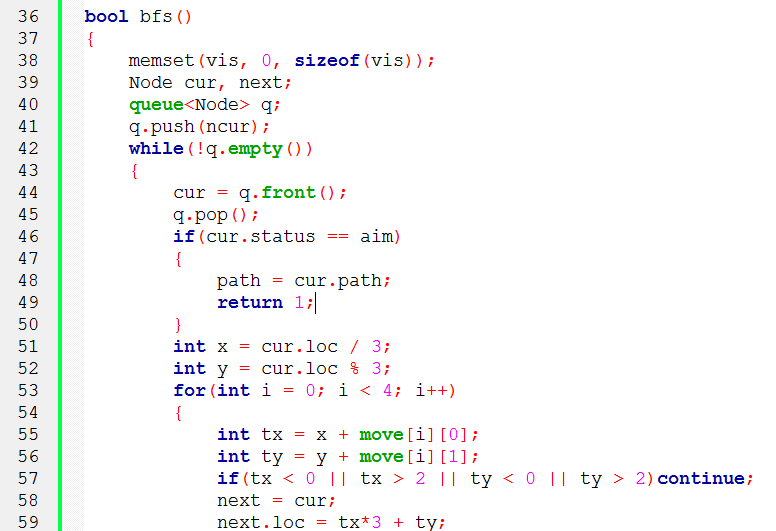 36 bool bfs()
37 {
38 memset(vis, 0, sizeof(vis));
39 Node cur, next;
40 queue<Node> q;
41 q.push(ncur);
42 while(!q.empty())
43 {
44 cur = q.front();
45 q.pop();
46 if(cur.status == aim)
47 {
48 path = cur.path;
49 return 1;
50 }
51 int x = cur.loc / 3;
52 int y = cur.loc % 3;
53 for(int i = 0; i < 4; i++)
54 {
55 int tx = x + move[i][0];
56 int ty = y + move[i][1];
57 if(tx < 0 || tx > 2 || ty < 0 || ty > 2)continue;
58 next = cur;
59 next.loc = tx*3 + ty;